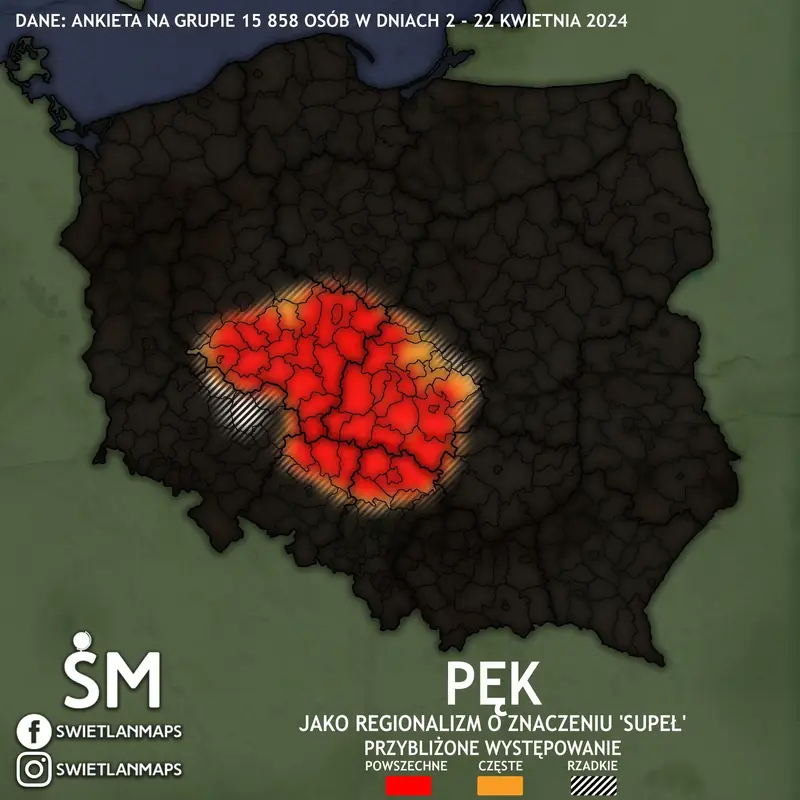 DANE: ANKIETA NA GRUPIE 15 858 OSÓB W DNIACH 2 - 22 KWIETNIA 2024
ŚM
SWIETLANMAPS
SWIETLANMAPS
PĘK
JAKO REGIONALIZM O ZNACZENIU 'SUPEŁ'
PRZYBLIŻONE WYSTĘPOWANIE
POWSZECHNE CZĘSTE RZADKIE